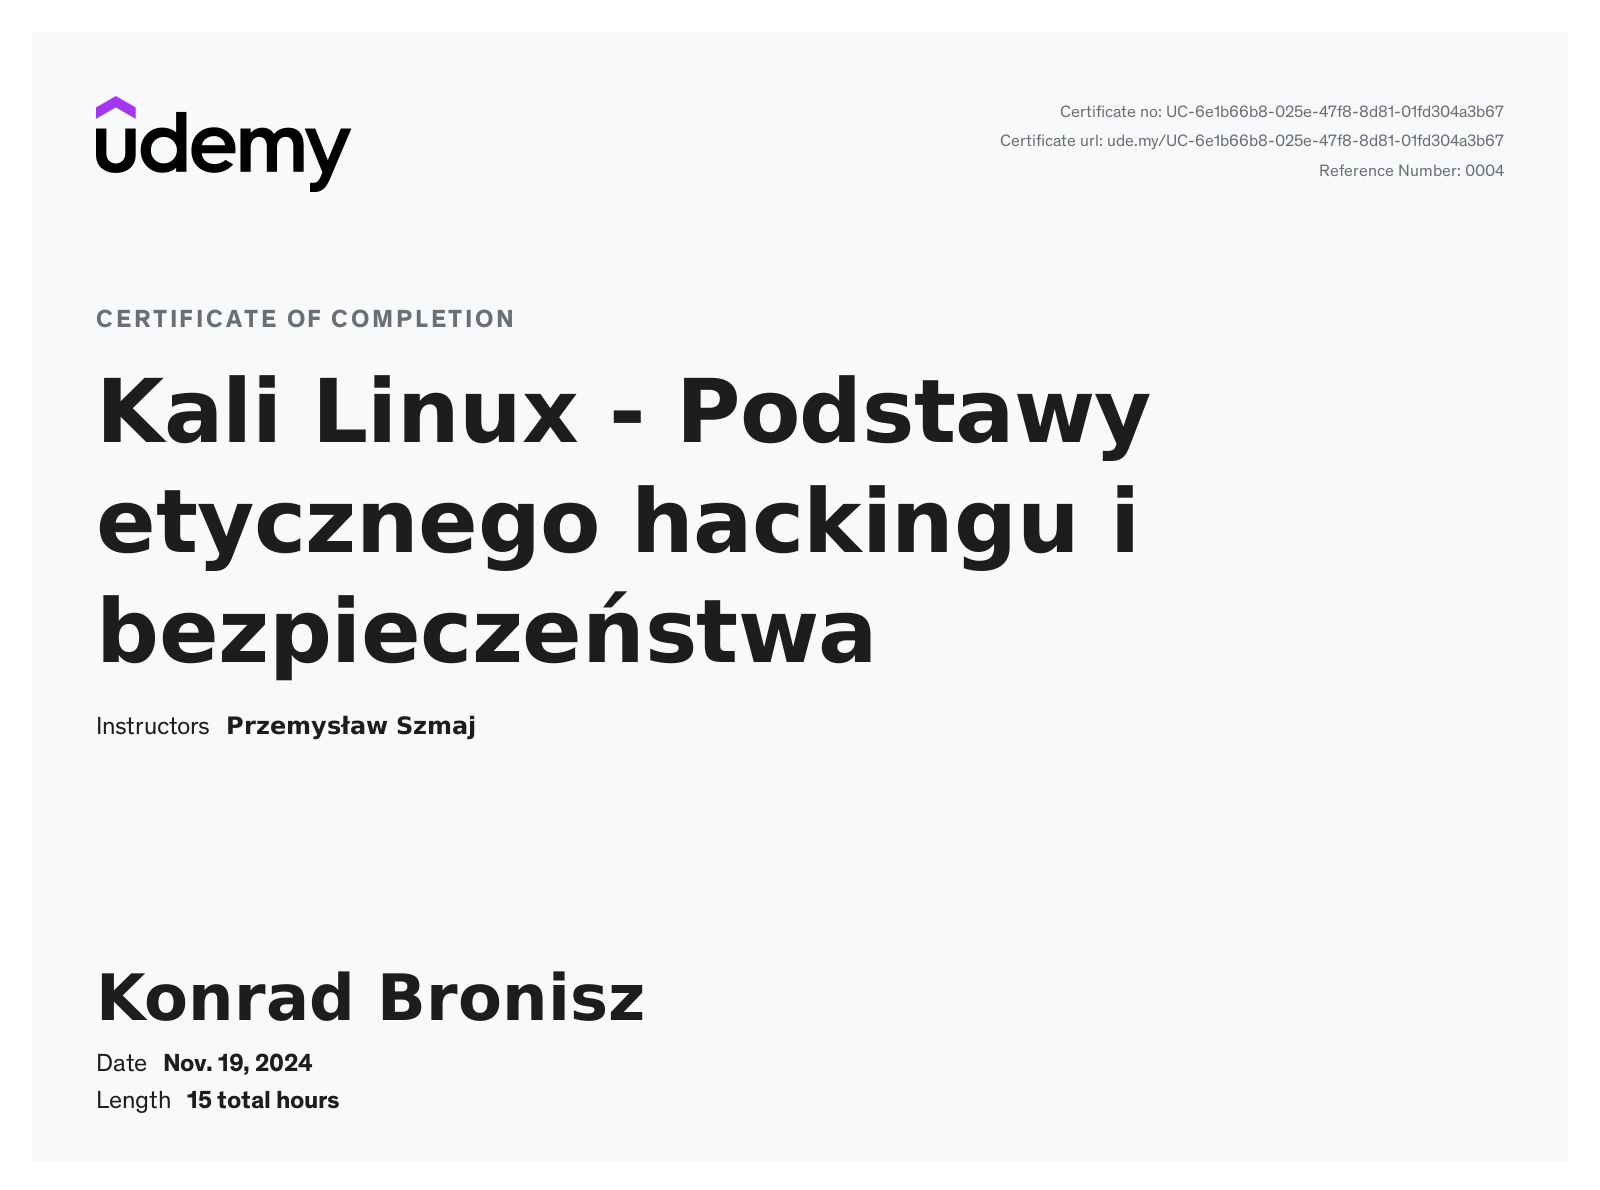 udemy
Certificate no: UC-6e1b66b8-025e-47f8-8d81-01fd304a3b67
Certificate url: ude.my/UC-6e1b66b8-025e-47f8-8d81-01fd304a3b67
Reference Number: 0004
CERTIFICATE OF COMPLETION
Kali Linux - Podstawy
etycznego hackingu i
bezpieczeństwa
Instructors Przemysław Szmaj
Konrad Bronisz
Date Nov. 19, 2024
Length 15 total hours